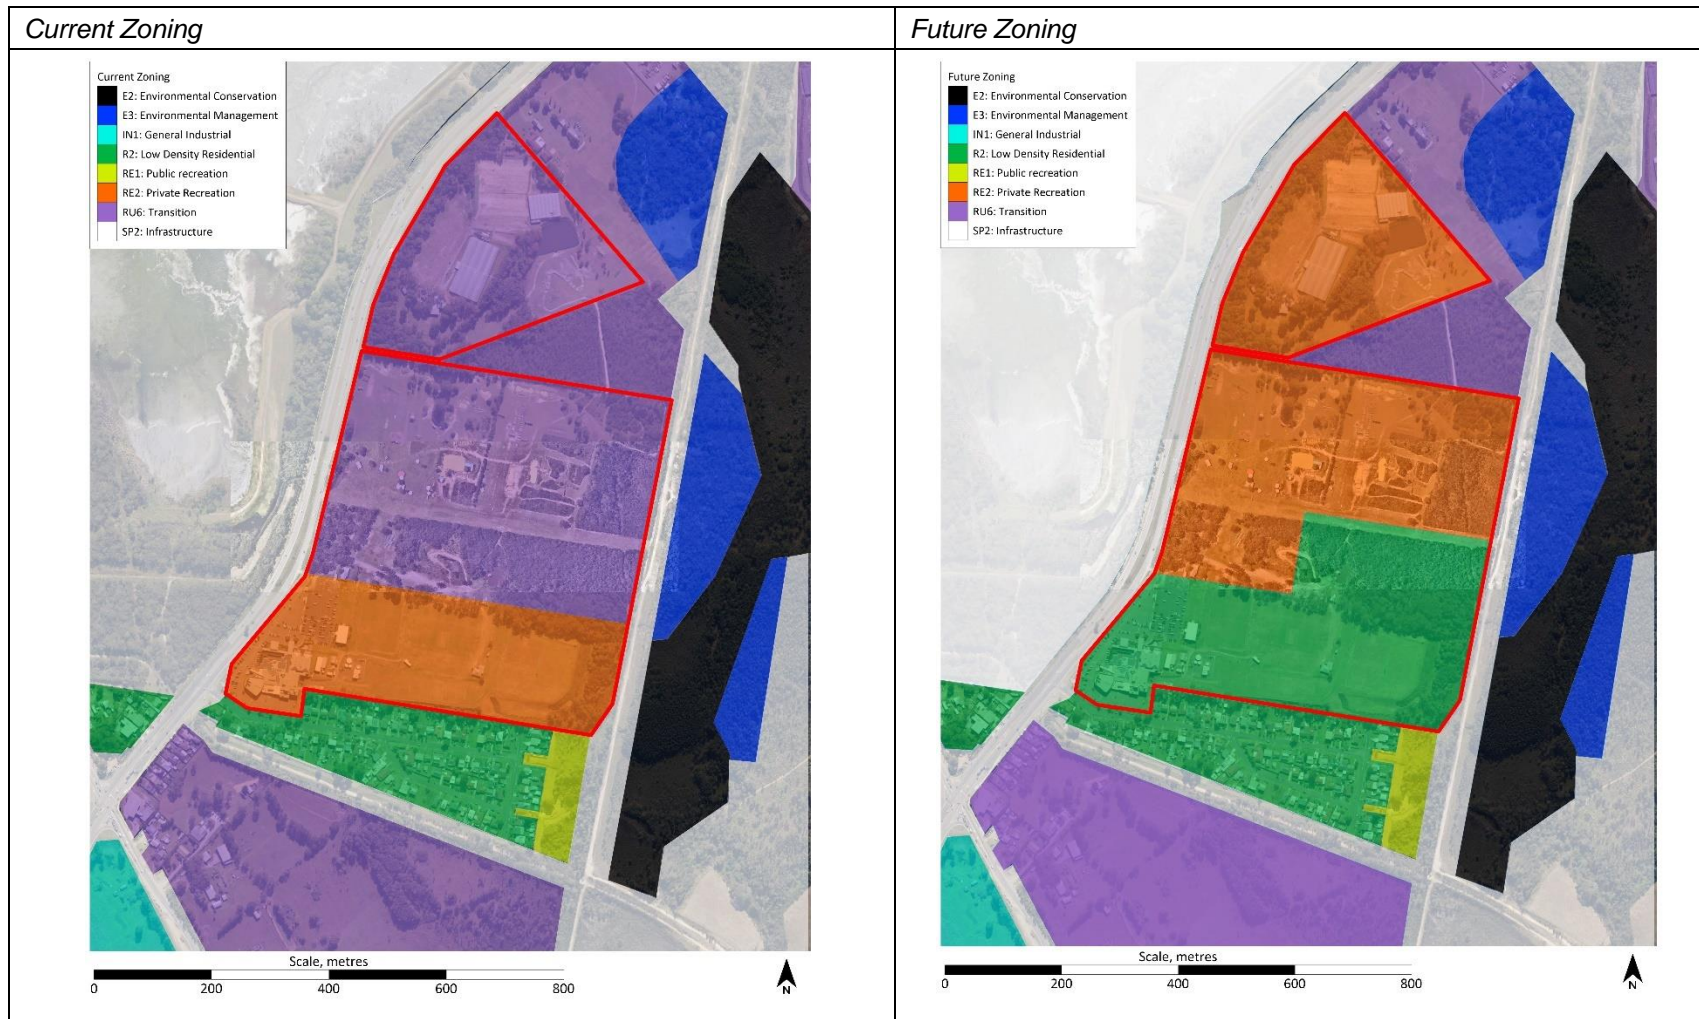 Current Zoning
Future Zoning
Current Zoning
E2: Environmental Conservation
E3: Environmental Management
IN1: General Industrial
R2: Low Density Residential
RE1: Public recreation
RE2: Private Recreation
RU6: Transition
SP2: Infrastructure
Scale, metres
0 200 400 600 800
N
Future Zoning
E2: Environmental Conservation
E3: Environmental Management
IN1: General Industrial
R2: Low Density Residential
RE1: Public recreation
RE2: Private Recreation
RU6: Transition
SP2: Infrastructure
Scale, metres
0 200 400 600 800
N